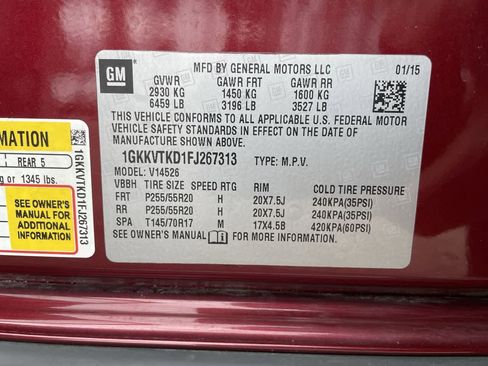 GM
MFD BY GENERAL MOTORS LLC 01/15
GVWR GAWR FRT GAWR RR
2930 KG 1450 KG 1600 KG
6459 LB 3196 LB 3527 LB
THIS VEHICLE CONFORMS TO ALL APPLICABLE U.S. FEDERAL MOTOR
VEHICLE SAFETY STANDARDS IN EFFECT ON THE DATE OF
MANUFACTURE SHOWN ABOVE.
1GKKVTKD1FJ267313 TYPE: M.P.V.
MODEL: V14526
VBBH TIRE SIZE SPEED RTG RIM COLD TIRE PRESSURE
FRT P255/55R20 H 20X7.5J 240KPA(35PSI)
RR P255/55R20 H 20X7.5J 240KPA(35PSI)
SPA T145/70R17 M 17X4.5B 420KPA(60PSI)
SEE OWNER'S MANUAL FOR MORE INFORMATION.
MATION
REAR 5
kg or 1345 lbs.
SEE OWNER'S
MANUAL FOR
ADDITIONAL
INFORMATION
1GKKVTKD1FJ267313